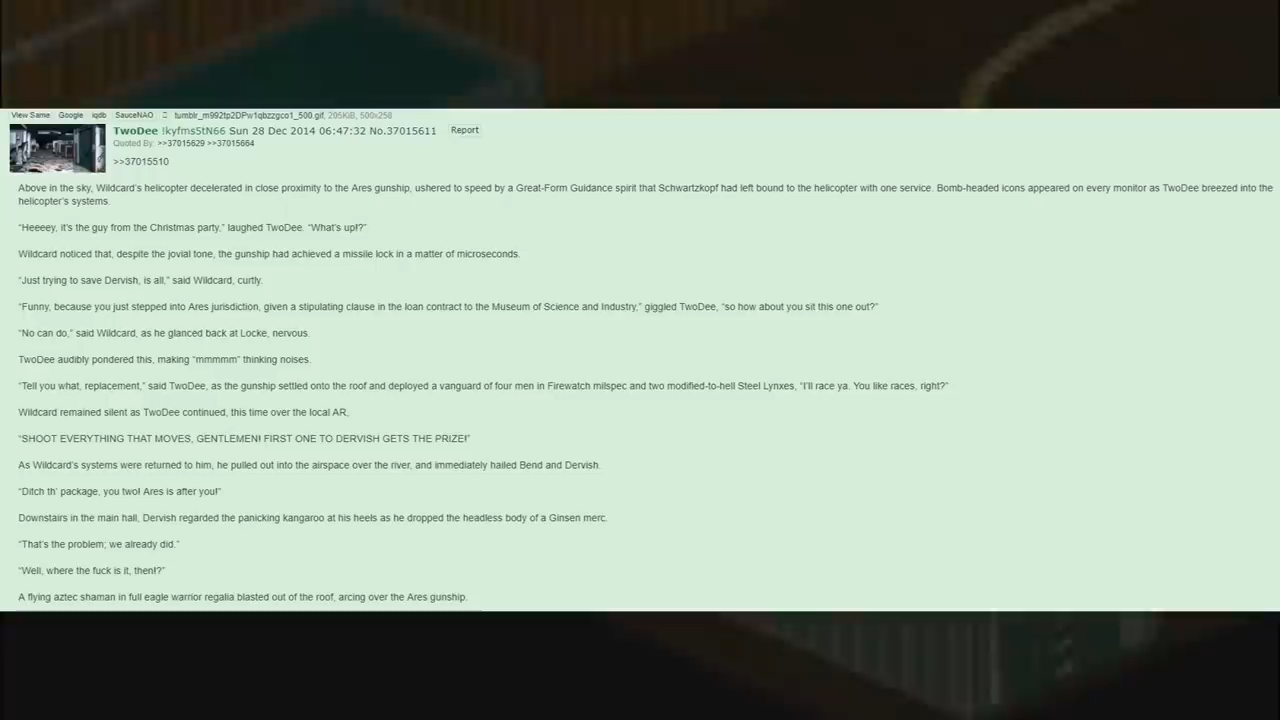 View Same Google iqdb SauceNAO tumblr_m992tp2DPw1qbzzgco1_500.gif, 205KiB, 500x258
TwoDee !kyfms5tN66 Sun 28 Dec 2014 06:47:32 No.37015611 Report
Quoted By: >>37015629 >>37015664
>>37015510
Above in the sky, Wildcard's helicopter decelerated in close proximity to the Ares gunship, ushered to speed by a Great-Form Guidance spirit that Schwartzkopf had left bound to the helicopter with one service. Bomb-headed icons appeared on every monitor as TwoDee breezed into the
helicopter's systems.
“Heeeey, it's the guy from the Christmas party,” laughed TwoDee. “What's up!?”
Wildcard noticed that, despite the jovial tone, the gunship had achieved a missile lock in a matter of microseconds.
“Just trying to save Dervish, is all,” said Wildcard, curtly.
“Funny, because you just stepped into Ares jurisdiction, given a stipulating clause in the loan contract to the Museum of Science and Industry,” giggled TwoDee, “so how about you sit this one out?”
“No can do,” said Wildcard, as he glanced back at Locke, nervous.
TwoDee audibly pondered this, making “mmmmm” thinking noises.
“Tell you what, replacement,” said TwoDee, as the gunship settled onto the roof and deployed a vanguard of four men in Firewatch milspec and two modified-to-hell Steel Lynxes, “I'll race ya. You like races, right?”
Wildcard remained silent as TwoDee continued, this time over the local AR,
“SHOOT EVERYTHING THAT MOVES, GENTLEMEN! FIRST ONE TO DERVISH GETS THE PRIZE!”
As Wildcard's systems were returned to him, he pulled out into the airspace over the river, and immediately hailed Bend and Dervish.
“Ditch th' package, you two! Ares is after you!”
Downstairs in the main hall, Dervish regarded the panicking kangaroo at his heels as he dropped the headless body of a Ginsen merc.
“That's the problem; we already did.”
“Well, where the fuck is it, then!?”
A flying aztec shaman in full eagle warrior regalia blasted out of the roof, arcing over the Ares gunship.